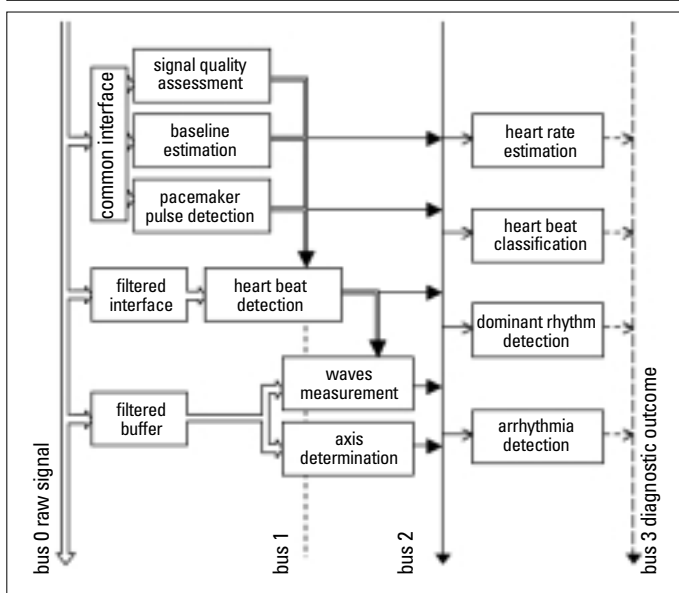 signal quality
assessment
common interface
baseline
estimation
heart rate
estimation
pacemaker
pulse detection
heart beat
classification
filtered
interface
heart beat
detection
dominant rhythm
detection
waves
measurement
filtered
buffer
axis
determination
arrhythmia
detection
bus 0 raw signal
bus 1
bus 2
bus 3 diagnostic outcome